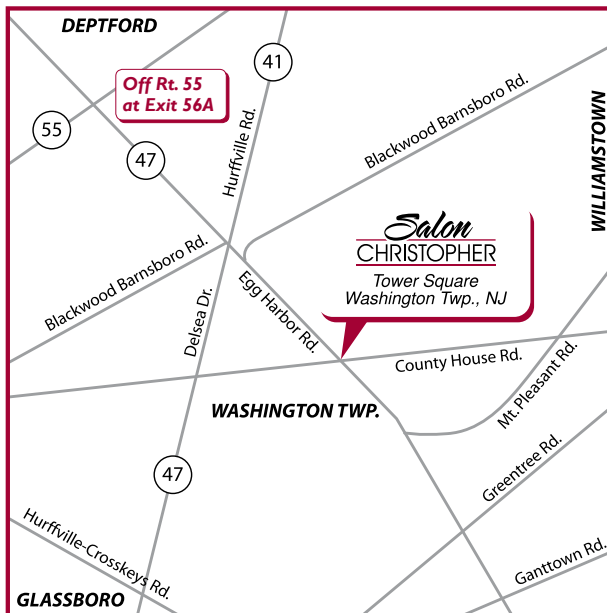 DEPTFORD
Off Rt. 55
at Exit 56A
41
55
47
Hurffville Rd.
Blackwood Barnsboro Rd.
WILLIAMSTOWN
Salon
CHRISTOPHER
Tower Square
Washington Twp., NJ
Blackwood Barnsboro Rd.
Egg Harbor Rd.
Delsea Dr.
County House Rd.
Mt. Pleasant Rd.
WASHINGTON TWP.
47
Greentree Rd.
Hurffville-Crosskeys Rd.
Ganttown Rd.
GLASSBORO